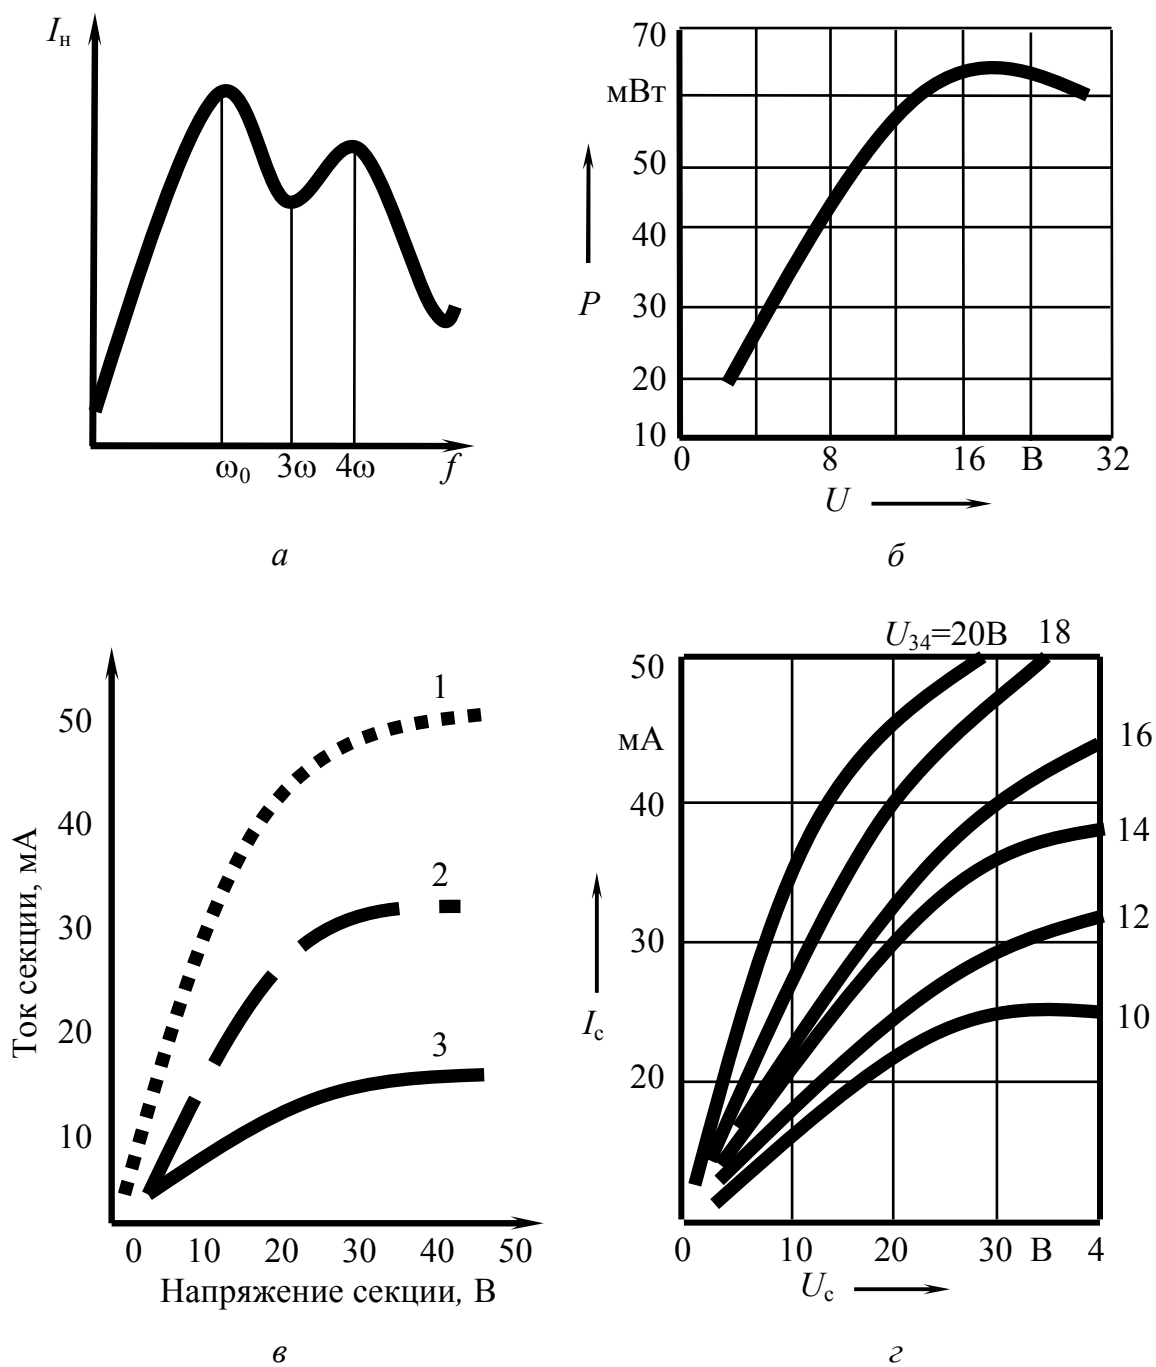 Iн
ω0 3ω 4ω f
а
70
мВт
50
40
30
20
10
P
0 8 16 В 32
U
б
50
40
30
20
10
Ток секции, мА
1
2
3
0 10 20 30 40 50
Напряжение секции, В
в
U34=20В 18
50
мА
40
30
20
Iс
16
14
12
10
0 10 20 30 В 4
Uс
г